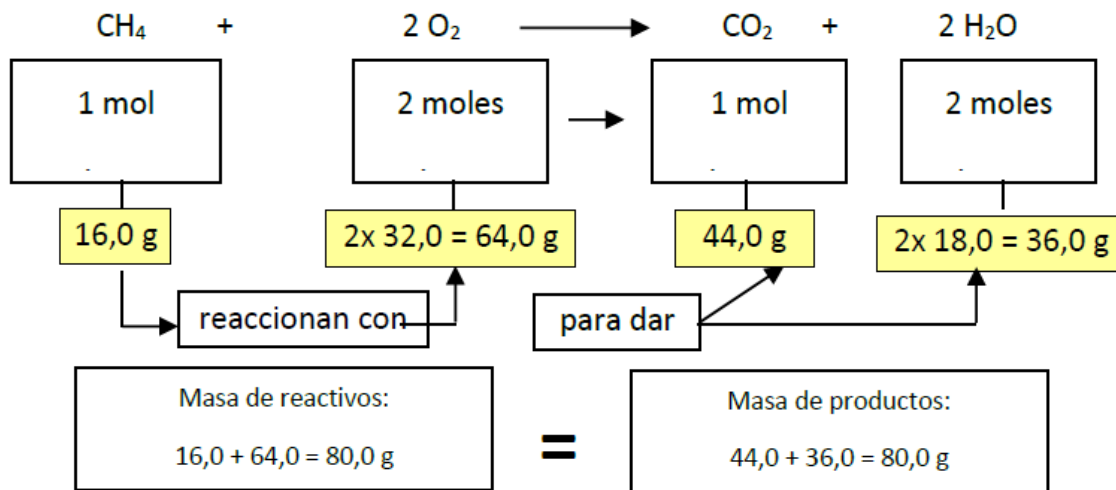 CH₄ + 2 O₂ → CO₂ + 2 H₂O
1 mol 2 moles → 1 mol 2 moles
16,0 g 2x 32,0 = 64,0 g 44,0 g 2x 18,0 = 36,0 g
reaccionan con para dar
Masa de reactivos:
16,0 + 64,0 = 80,0 g
=
Masa de productos:
44,0 + 36,0 = 80,0 g